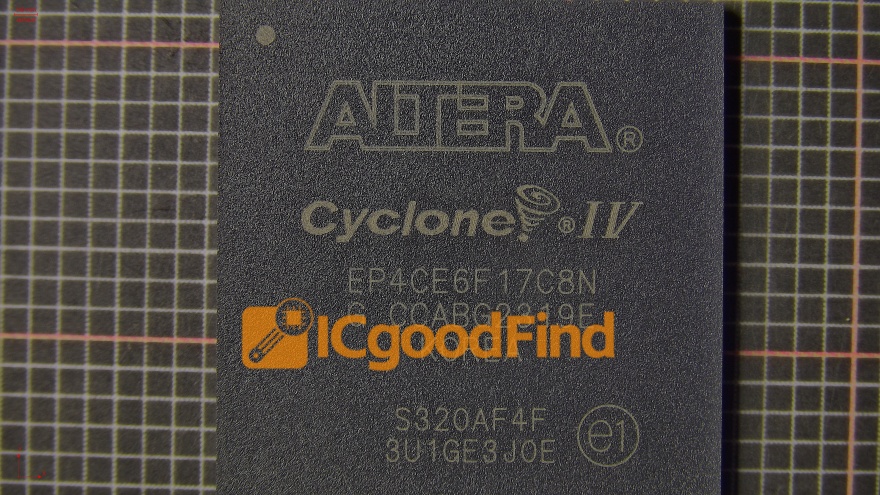 ALTERA®
Cyclone® IV
EP4CE6F17C8N
ICgoodFind
S320AF4F
3U1GE3J0E e1